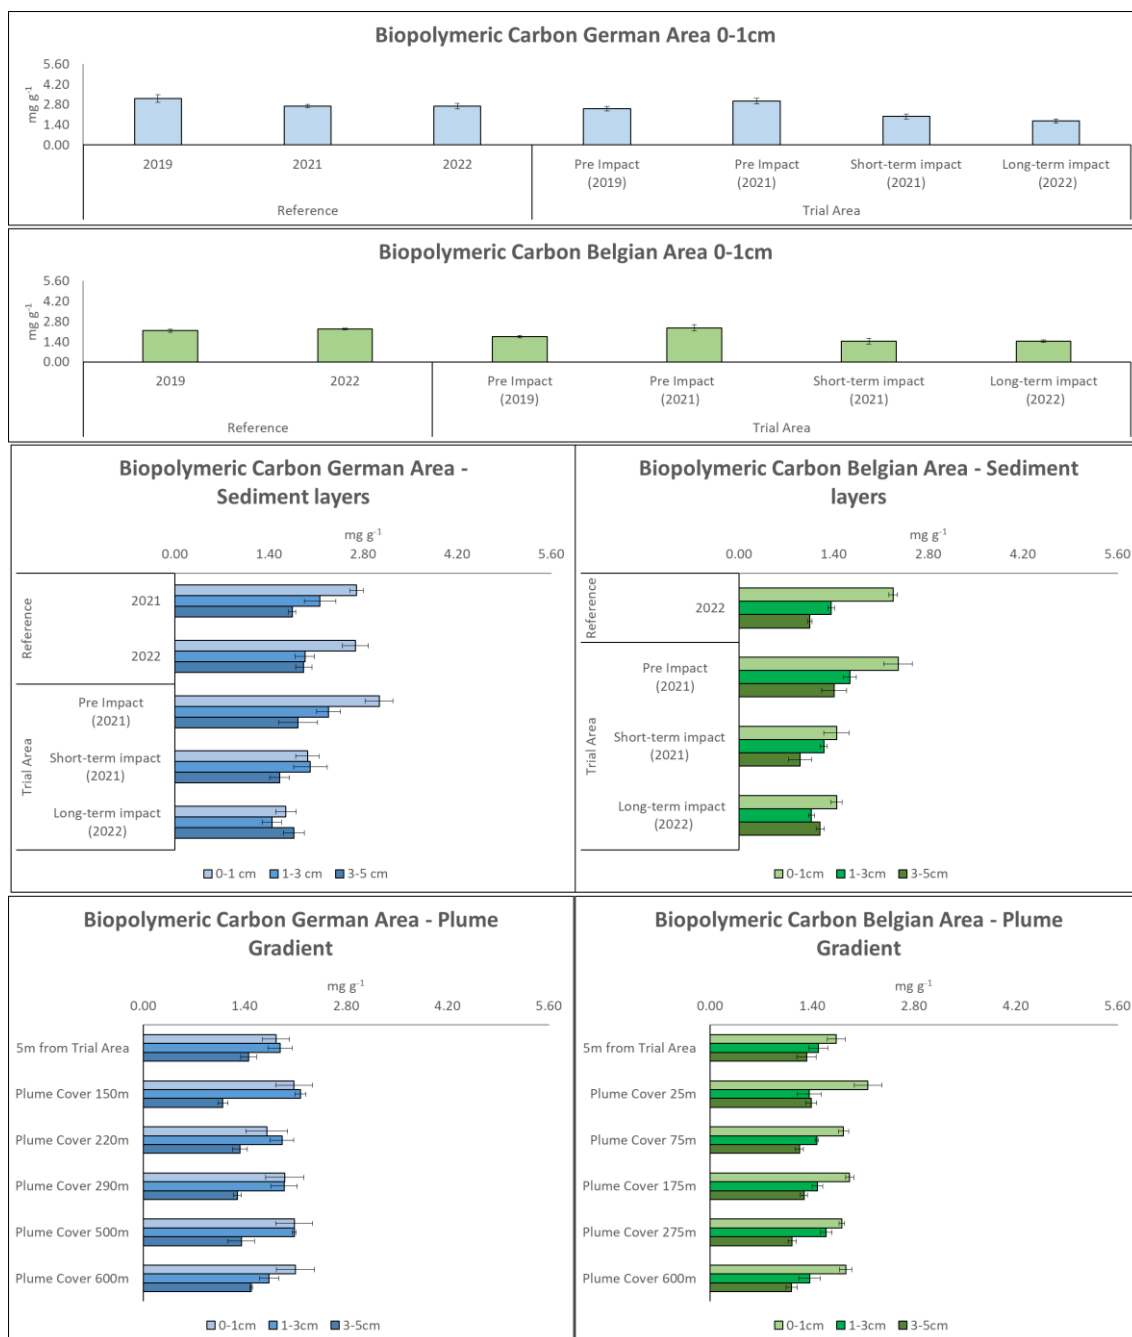 Biopolymeric Carbon German Area 0-1cm
5.60
4.20
2.80
1.40
0.00
mg g-1
2019
2021
2022
Pre Impact
(2019)
Pre Impact
(2021)
Short-term impact
(2021)
Long-term impact
(2022)
Reference
Trial Area
Biopolymeric Carbon Belgian Area 0-1cm
5.60
4.20
2.80
1.40
0.00
mg g-1
2019
2022
Pre Impact
(2019)
Pre Impact
(2021)
Short-term impact
(2021)
Long-term impact
(2022)
Reference
Trial Area
Biopolymeric Carbon German Area -
Sediment layers
mg g-1
0.00 1.40 2.80 4.20 5.60
Reference
2021
2022
Trial Area
Pre Impact
(2021)
Short-term impact
(2021)
Long-term impact
(2022)
0-1 cm 1-3 cm 3-5 cm
Biopolymeric Carbon Belgian Area - Sediment
layers
mg g-1
0.00 1.40 2.80 4.20 5.60
Reference
2022
Trial Area
Pre Impact
(2021)
Short-term impact
(2021)
Long-term impact
(2022)
0-1cm 1-3cm 3-5cm
Biopolymeric Carbon German Area - Plume
Gradient
mg g-1
0.00 1.40 2.80 4.20 5.60
5m from Trial Area
Plume Cover 150m
Plume Cover 220m
Plume Cover 290m
Plume Cover 500m
Plume Cover 600m
0-1cm 1-3cm 3-5cm
Biopolymeric Carbon Belgian Area - Plume
Gradient
mg g-1
0.00 1.40 2.80 4.20 5.60
5m from Trial Area
Plume Cover 25m
Plume Cover 75m
Plume Cover 175m
Plume Cover 275m
Plume Cover 600m
0-1cm 1-3cm 3-5cm